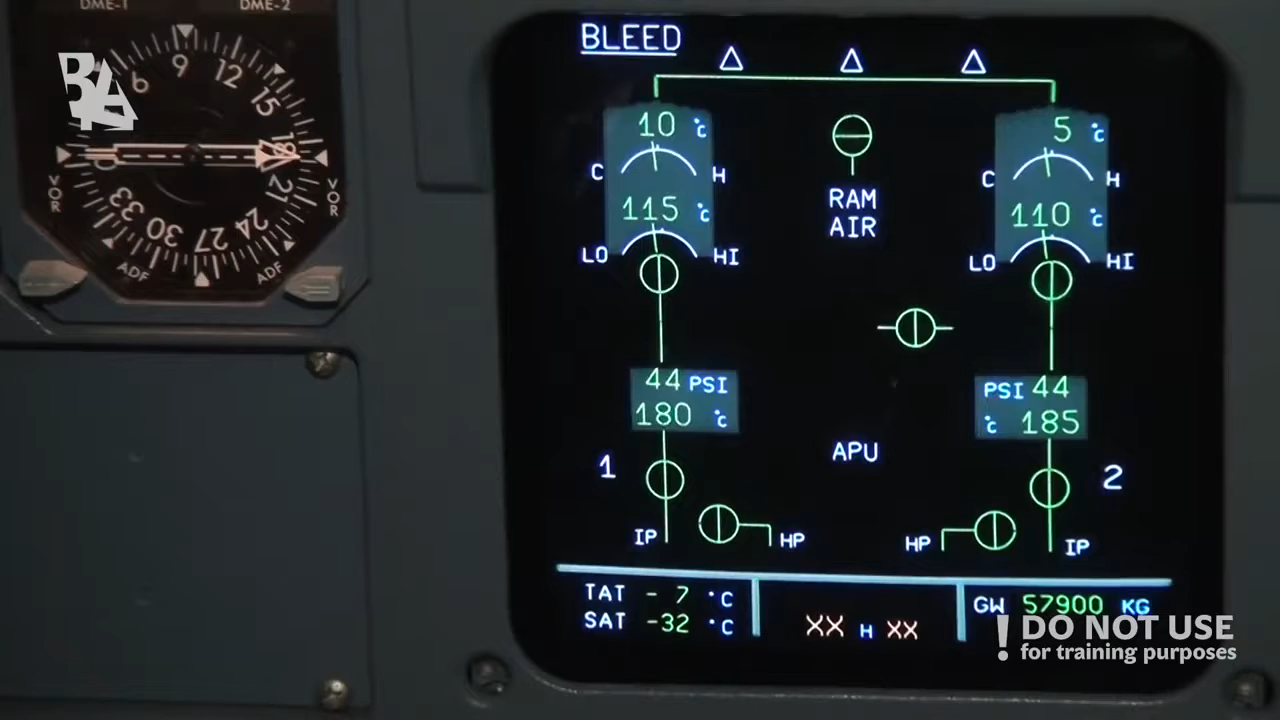 DME-1 DME-2
BAA
6 9 12 15 18 21 24 27 30 33
VOR VOR
ADF ADF
BLEED
10 °C 5 °C
C H C H
RAM
AIR
115 °C 110 °C
LO HI LO HI
44 PSI PSI 44
180 °C °C 185
APU
1 2
IP HP HP IP
TAT - 7 °C
SAT -32 °C
XX H XX
GW 57900 KG
! DO NOT USE
for training purposes